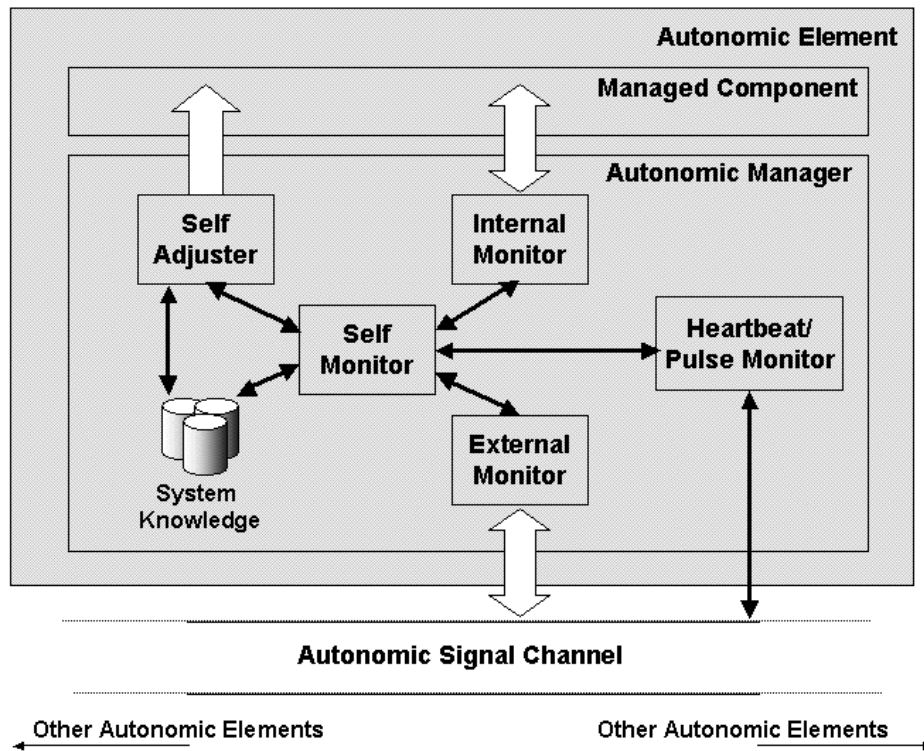 Autonomic Element
Managed Component
Autonomic Manager
Self
Adjuster
Internal
Monitor
Self
Monitor
Heartbeat/
Pulse Monitor
External
Monitor
System
Knowledge
Autonomic Signal Channel
Other Autonomic Elements
Other Autonomic Elements